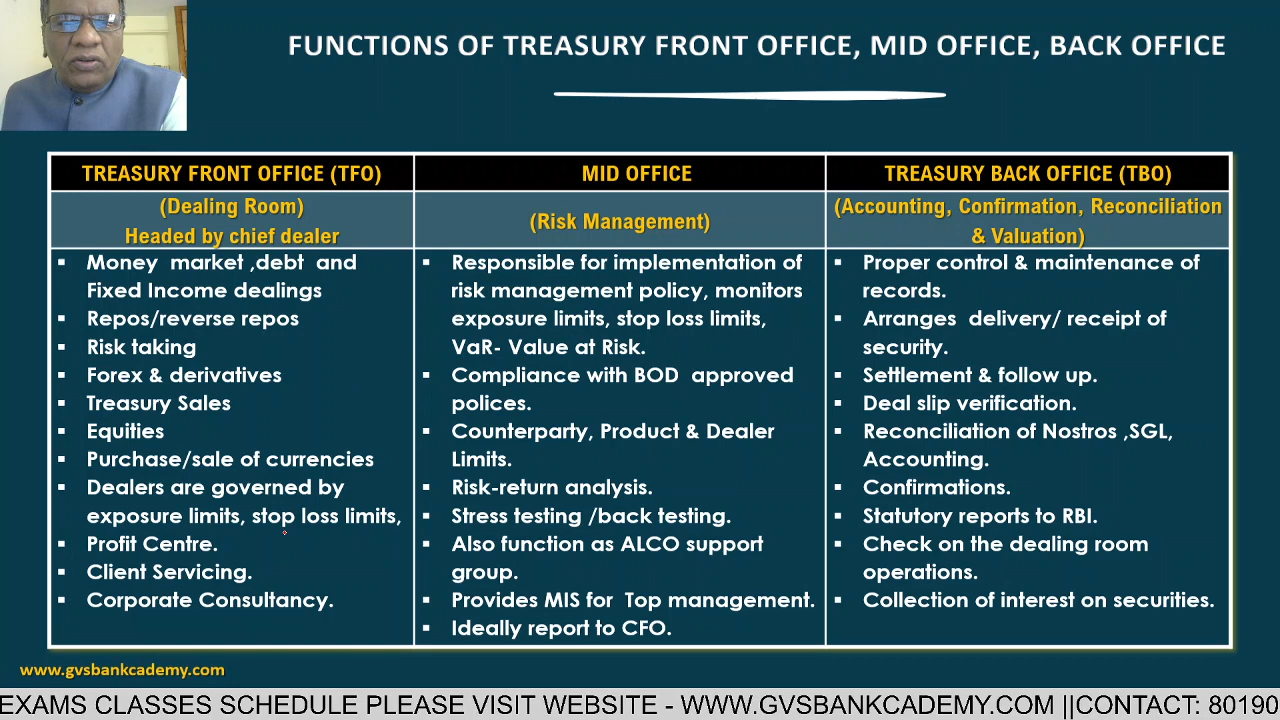 FUNCTIONS OF TREASURY FRONT OFFICE, MID OFFICE, BACK OFFICE
TREASURY FRONT OFFICE (TFO)
(Dealing Room)
Headed by chief dealer
▪ Money market ,debt and
Fixed Income dealings
▪ Repos/reverse repos
▪ Risk taking
▪ Forex & derivatives
▪ Treasury Sales
▪ Equities
▪ Purchase/sale of currencies
▪ Dealers are governed by
exposure limits, stop loss limits,
▪ Profit Centre.
▪ Client Servicing.
▪ Corporate Consultancy.
MID OFFICE
(Risk Management)
▪ Responsible for implementation of
risk management policy, monitors
exposure limits, stop loss limits,
VaR- Value at Risk.
▪ Compliance with BOD approved
polices.
▪ Counterparty, Product & Dealer
Limits.
▪ Risk-return analysis.
▪ Stress testing /back testing.
▪ Also function as ALCO support
group.
▪ Provides MIS for Top management.
▪ Ideally report to CFO.
TREASURY BACK OFFICE (TBO)
(Accounting, Confirmation, Reconciliation
& Valuation)
▪ Proper control & maintenance of
records.
▪ Arranges delivery/ receipt of
security.
▪ Settlement & follow up.
▪ Deal slip verification.
▪ Reconciliation of Nostros ,SGL,
Accounting.
▪ Confirmations.
▪ Statutory reports to RBI.
▪ Check on the dealing room
operations.
▪ Collection of interest on securities.
www.gvsbankcademy.com
EXAMS CLASSES SCHEDULE PLEASE VISIT WEBSITE - WWW.GVSBANKCADEMY.COM ||CONTACT: 80190